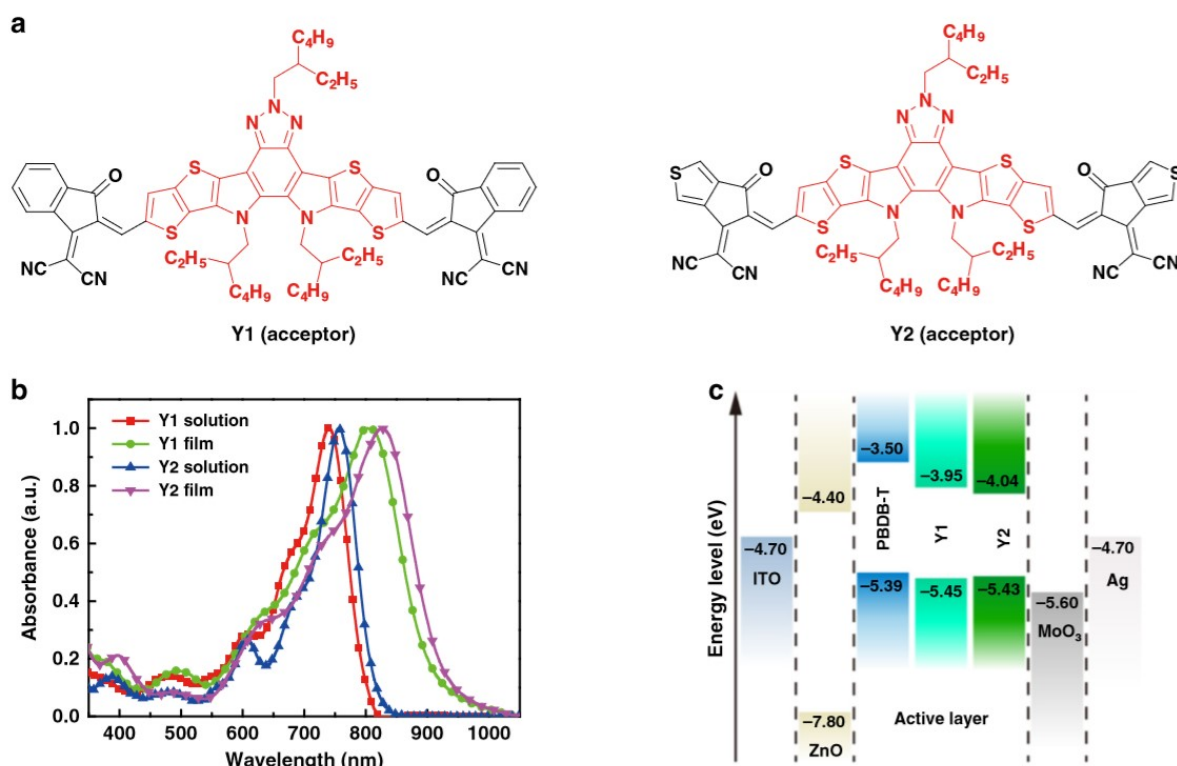 a
C4H9
C2H5
N
N N
S S
O O
S S
N N
NC CN
C2H5 C2H5
C4H9 C4H9
NC CN
Y1 (acceptor)
C4H9
C2H5
N
N N
S S
S O O S
S S
N N
NC CN
C2H5 C2H5
C4H9 C4H9
NC CN
Y2 (acceptor)
b
Y1 solution
Y1 film
Y2 solution
Y2 film
1.0
0.8
0.6
0.4
0.2
0.0
Absorbance (a.u.)
400 500 600 700 800 900 1000
Wavelength (nm)
c
Energy level (eV)
−4.70
ITO
−4.40
−7.80
ZnO
−3.50
PBDB-T
−5.39
−3.95
Y1
−5.45
−4.04
Y2
−5.43
Active layer
−5.60
MoO3
−4.70
Ag